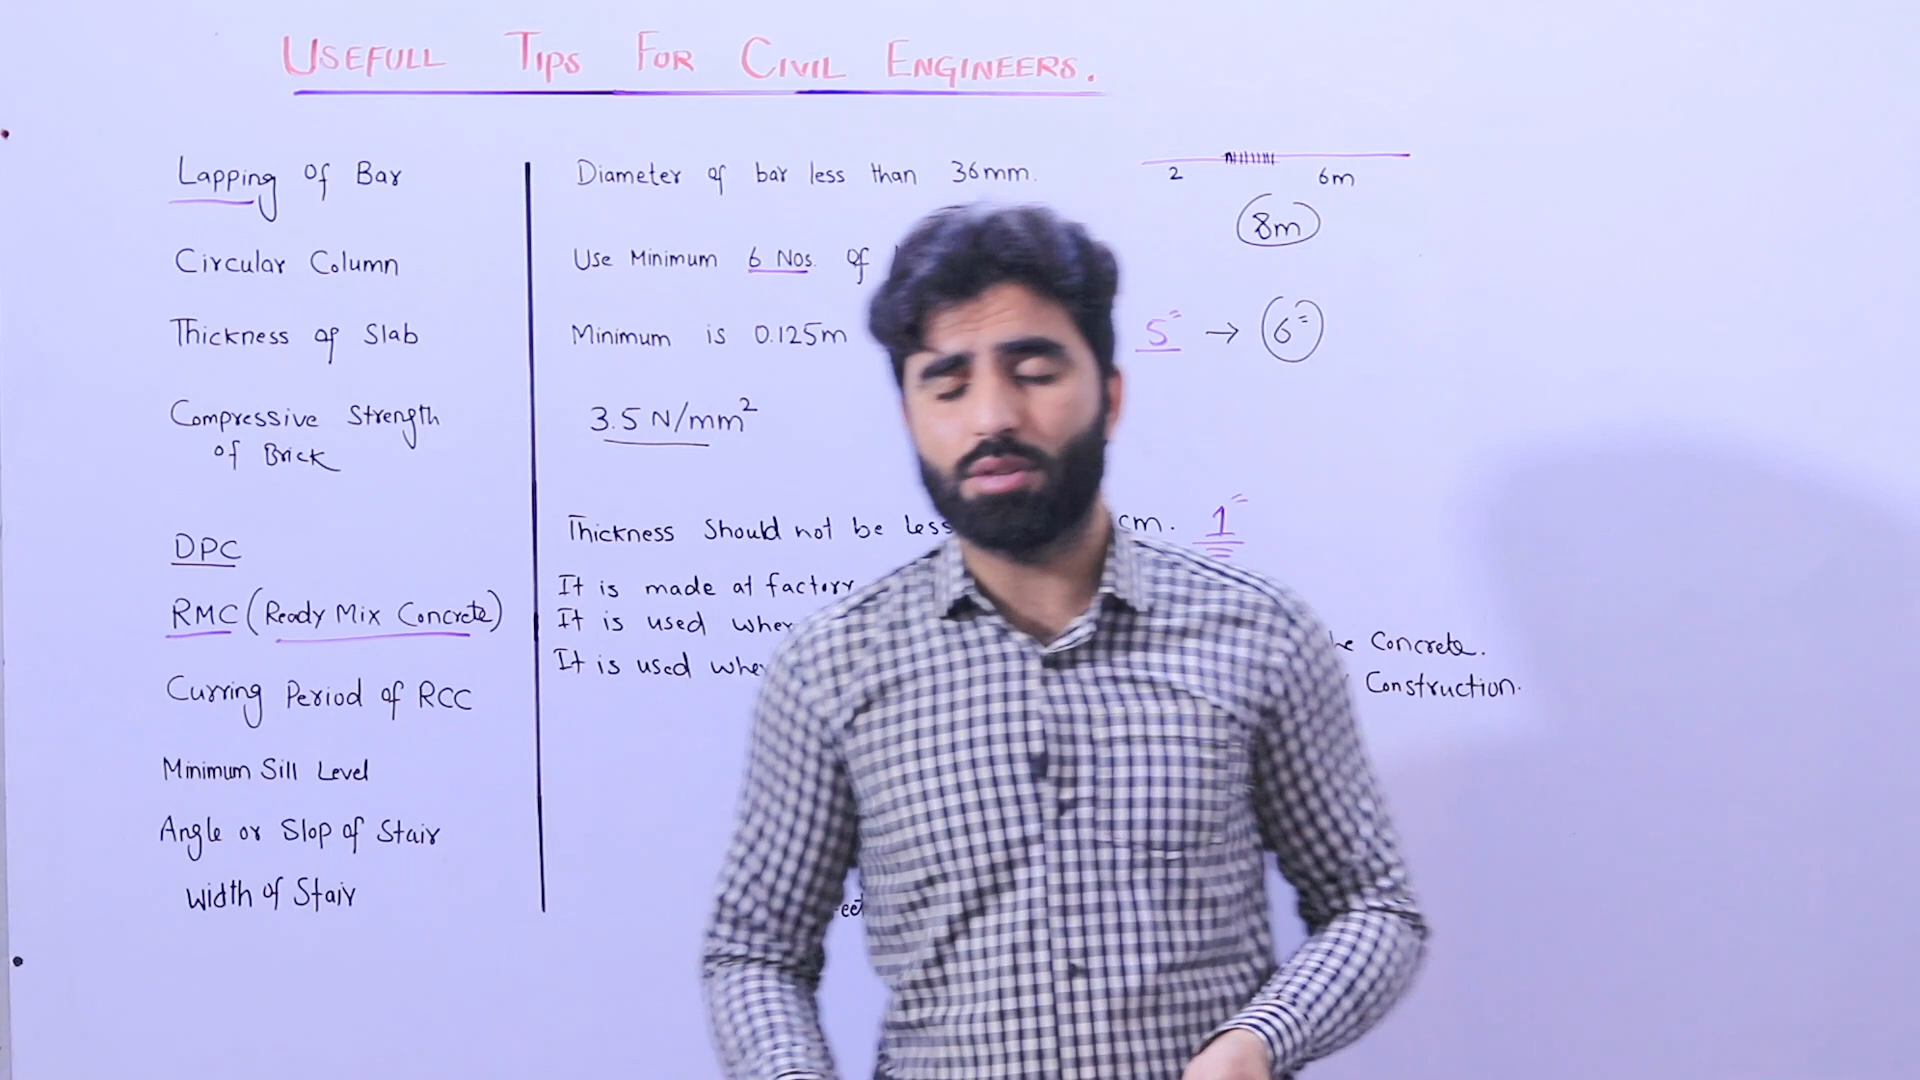 USEFULL TIPS FOR CIVIL ENGINEERS.
Lapping of Bar
Diameter of bar less than 36mm.
2 6m
8m
Circular Column
Use Minimum 6 Nos. of
Thickness of Slab
Minimum is 0.125m
5" → 6"
Compressive Strength
of Brick
3.5 N/mm²
DPC
Thickness Should not be less
cm. 1"
RMC (Ready Mix Concrete)
It is made at factory
It is used
Concrete.
It is used
Construction.
Curring Period of RCC
Minimum Sill Level
Angle or Slop of Stair
Width of Stair